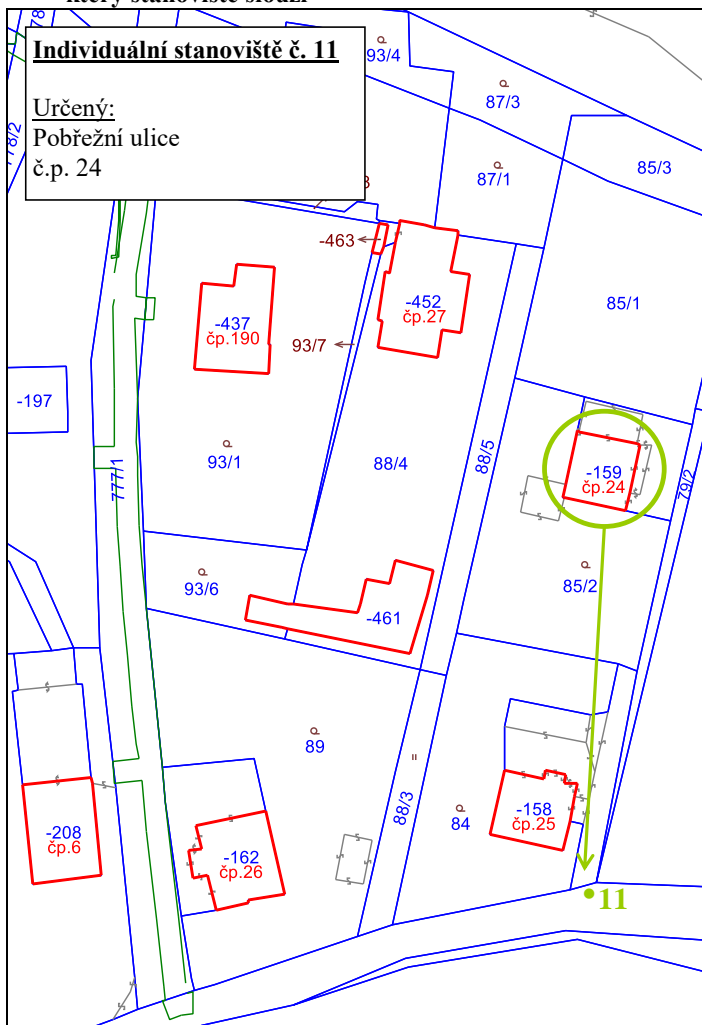 který stanoviště slouží
Individuální stanoviště č. 11
Určený:
Pobřežní ulice
č.p. 24
93/4
87/3
85/3
87/1
-463
-452
čp.27
-437
čp.190
93/7
85/1
-197
93/1
88/4
88/5
-159
čp.24
79/2
777/1
93/6
-461
85/2
89
88/3
84
-158
čp.25
-208
čp.6
-162
čp.26
11